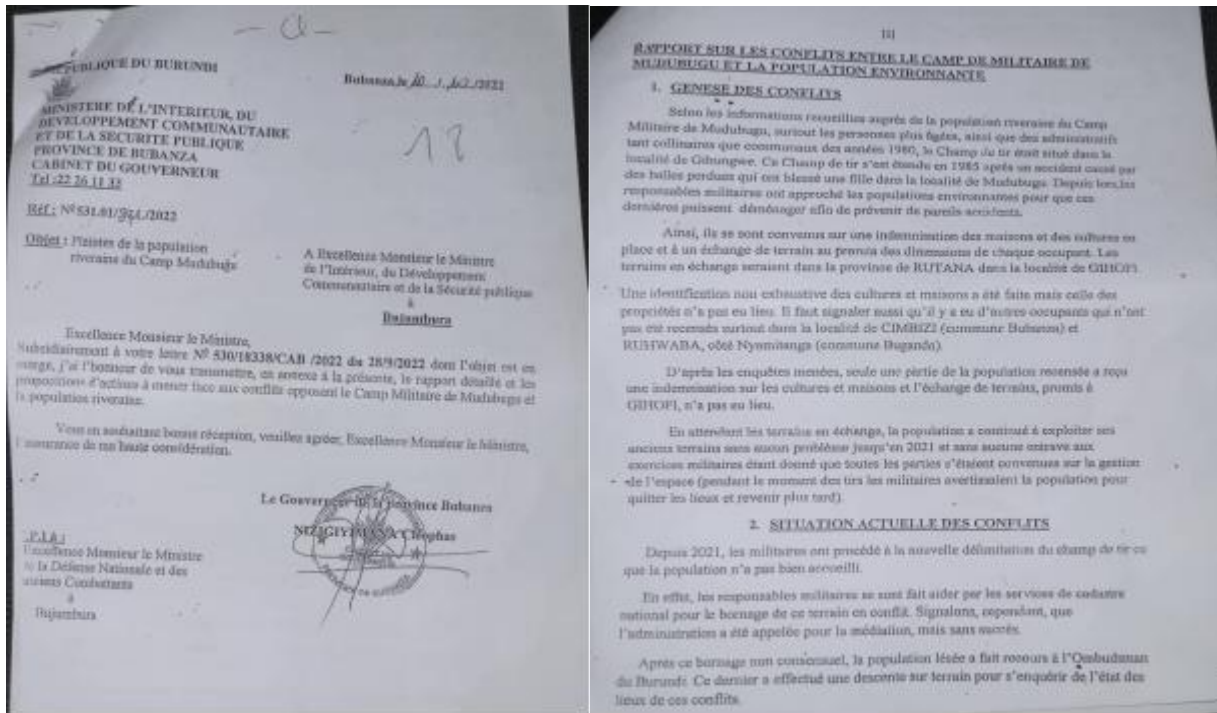 REPUBLIQUE DU BURUNDI
Bubanza, le /2022
MINISTERE DE L'INTERIEUR, DU
DEVELOPPEMENT COMMUNAUTAIRE
ET DE LA SECURITE PUBLIQUE
PROVINCE DE BUBANZA
CABINET DU GOUVERNEUR
Tel :22 26 11 32
Réf : N° 531.01/ /2022
Objet : Plaintes de la population
riveraine du Camp Mudubugu
A Excellence Monsieur le Ministre
de l'Intérieur, du Développement
Communautaire et de la Sécurité publique
à
Bujumbura
Excellence Monsieur le Ministre,
Subsidiairement à votre lettre N° 530/18338/CAB /2022 du 28/9/2022 dont l'objet est en
marge, j'ai l'honneur de vous transmettre, en annexe à la présente, le rapport détaillé et les
propositions d'actions à mener face aux conflits opposant le Camp Militaire de Mudubugu et
la population riveraine.
Vous en souhaitant bonne réception, veuillez agréer, Excellence Monsieur le Ministre,
l'assurance de ma haute considération.
Le Gouverneur de la province Bubanza
NIZIGIYIMANA Cléophas
C.P.I à :
Excellence Monsieur le Ministre
de la Défense Nationale et des
anciens Combattants
à
Bujumbura
[1]
RAPPORT SUR LES CONFLITS ENTRE LE CAMP DE MILITAIRE DE
MUDUBUGU ET LA POPULATION ENVIRONNANTE
1. GENESE DES CONFLITS
Selon les informations recueillies auprès de la population riveraine du Camp
Militaire de Mudubugu, surtout les personnes plus âgées, ainsi que des administratifs
tant collinaires que communaux des années 1980, le Champ de tir était situé dans la
localité de Gihungwe. Ce Champ de tir s'est étendu en 1985 après un accident causé par
des balles perdues qui ont blessé une fille dans la localité de Mudubugu. Depuis lors, les
responsables militaires ont approché les populations environnantes pour que ces
dernières puissent déménager afin de prévenir de pareils accidents.
Ainsi, ils se sont convenus sur une indemnisation des maisons et des cultures en
place et à un échange de terrain au prorata des dimensions de chaque occupant. Les
terrains en échange seraient dans la province de RUTANA dans la localité de GIHOFI.
Une identification non exhaustive des cultures et maisons a été faite mais celle des
propriétés n'a pas eu lieu. Il faut signaler aussi qu'il y a eu d'autres occupants qui n'ont
pas été recensés surtout dans la localité de CIMBIZI (commune Bubanza) et
RUHWABA, côté Nyamitanga (commune Buganda).
D'après les enquêtes menées, seule une partie de la population recensée a reçu
une indemnisation sur les cultures et maisons et l'échange de terrains, promis à
GIHOFI, n'a pas eu lieu.
En attendant les terrains en échange, la population a continué à exploiter ses
anciens terrains sans aucun problème jusqu'en 2021 et sans aucune entrave aux
exercices militaires étant donné que toutes les parties s'étaient convenues sur la gestion
de l'espace (pendant le moment des tirs les militaires avertissaient la population pour
quitter les lieux et revenir plus tard).
2. SITUATION ACTUELLE DES CONFLITS
Depuis 2021, les militaires ont procédé à la nouvelle délimitation du champ de tir ce
que la population n'a pas bien accueilli.
En effet, les responsables militaires se sont fait aider par les services de cadastre
national pour le bornage de ce terrain en conflit. Signalons, cependant, que
l'administration a été appelée pour la médiation, mais sans succès.
Après ce bornage non consensuel, la population lésée a fait recours à l'Ombudsman
du Burundi. Ce dernier a effectué une descente sur terrain pour s'enquérir de l'état des
lieux de ces conflits.